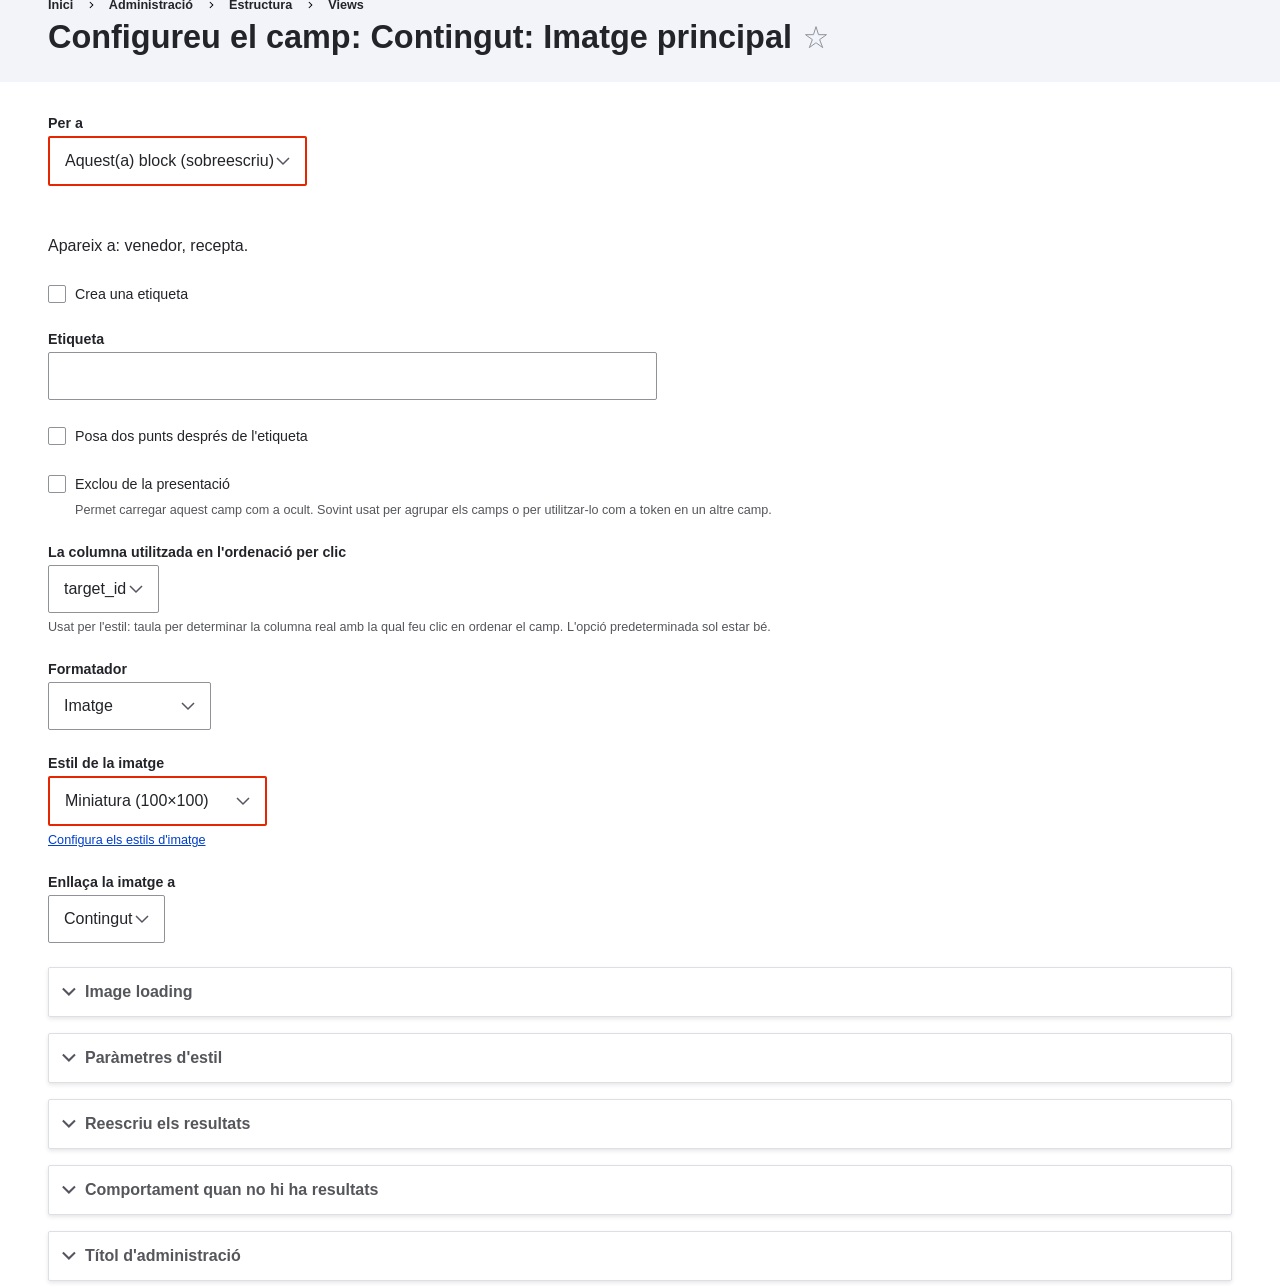 Inici > Administració > Estructura > Views
Configureu el camp: Contingut: Imatge principal ☆
Per a
Aquest(a) block (sobreescriu)
Apareix a: venedor, recepta.
Crea una etiqueta
Etiqueta
Posa dos punts després de l'etiqueta
Exclou de la presentació
Permet carregar aquest camp com a ocult. Sovint usat per agrupar els camps o per utilitzar-lo com a token en un altre camp.
La columna utilitzada en l'ordenació per clic
target_id
Usat per l'estil: taula per determinar la columna real amb la qual feu clic en ordenar el camp. L'opció predeterminada sol estar bé.
Formatador
Imatge
Estil de la imatge
Miniatura (100×100)
Configura els estils d'imatge
Enllaça la imatge a
Contingut
Image loading
Paràmetres d'estil
Reescriu els resultats
Comportament quan no hi ha resultats
Títol d'administració